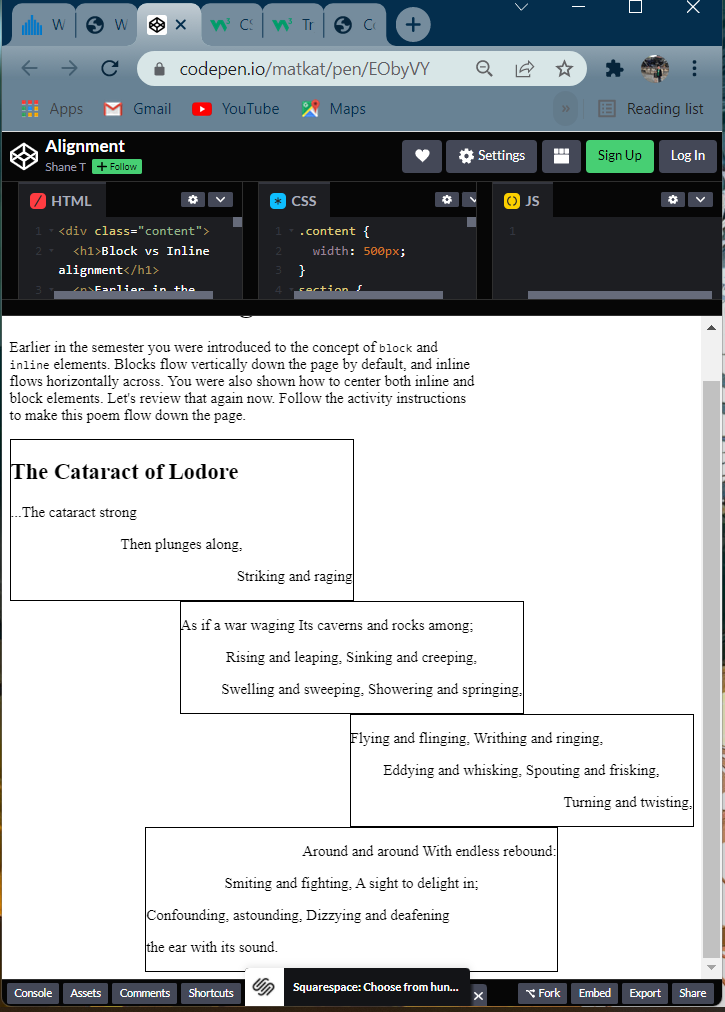 W W CS Tr Co
codepen.io/matkat/pen/EObyVY
Apps Gmail YouTube Maps » Reading list
Alignment
Shane T + Follow Settings Sign Up Log In
HTML CSS JS
1 <div class="content"> 1 .content { 1
2 <h1>Block vs Inline 2 width: 500px;
alignment</h1> 3 }
3 <p>Earlier in the 4 section {
Earlier in the semester you were introduced to the concept of block and
inline elements. Blocks flow vertically down the page by default, and inline
flows horizontally across. You were also shown how to center both inline and
block elements. Let's review that again now. Follow the activity instructions
to make this poem flow down the page.
The Cataract of Lodore
...The cataract strong
Then plunges along,
Striking and raging
As if a war waging Its caverns and rocks among;
Rising and leaping, Sinking and creeping,
Swelling and sweeping, Showering and springing,
Flying and flinging, Writhing and ringing,
Eddying and whisking, Spouting and frisking,
Turning and twisting,
Around and around With endless rebound:
Smiting and fighting, A sight to delight in;
Confounding, astounding, Dizzying and deafening
the ear with its sound.
Console Assets Comments Shortcuts Squarespace: Choose from hun... Fork Embed Export Share